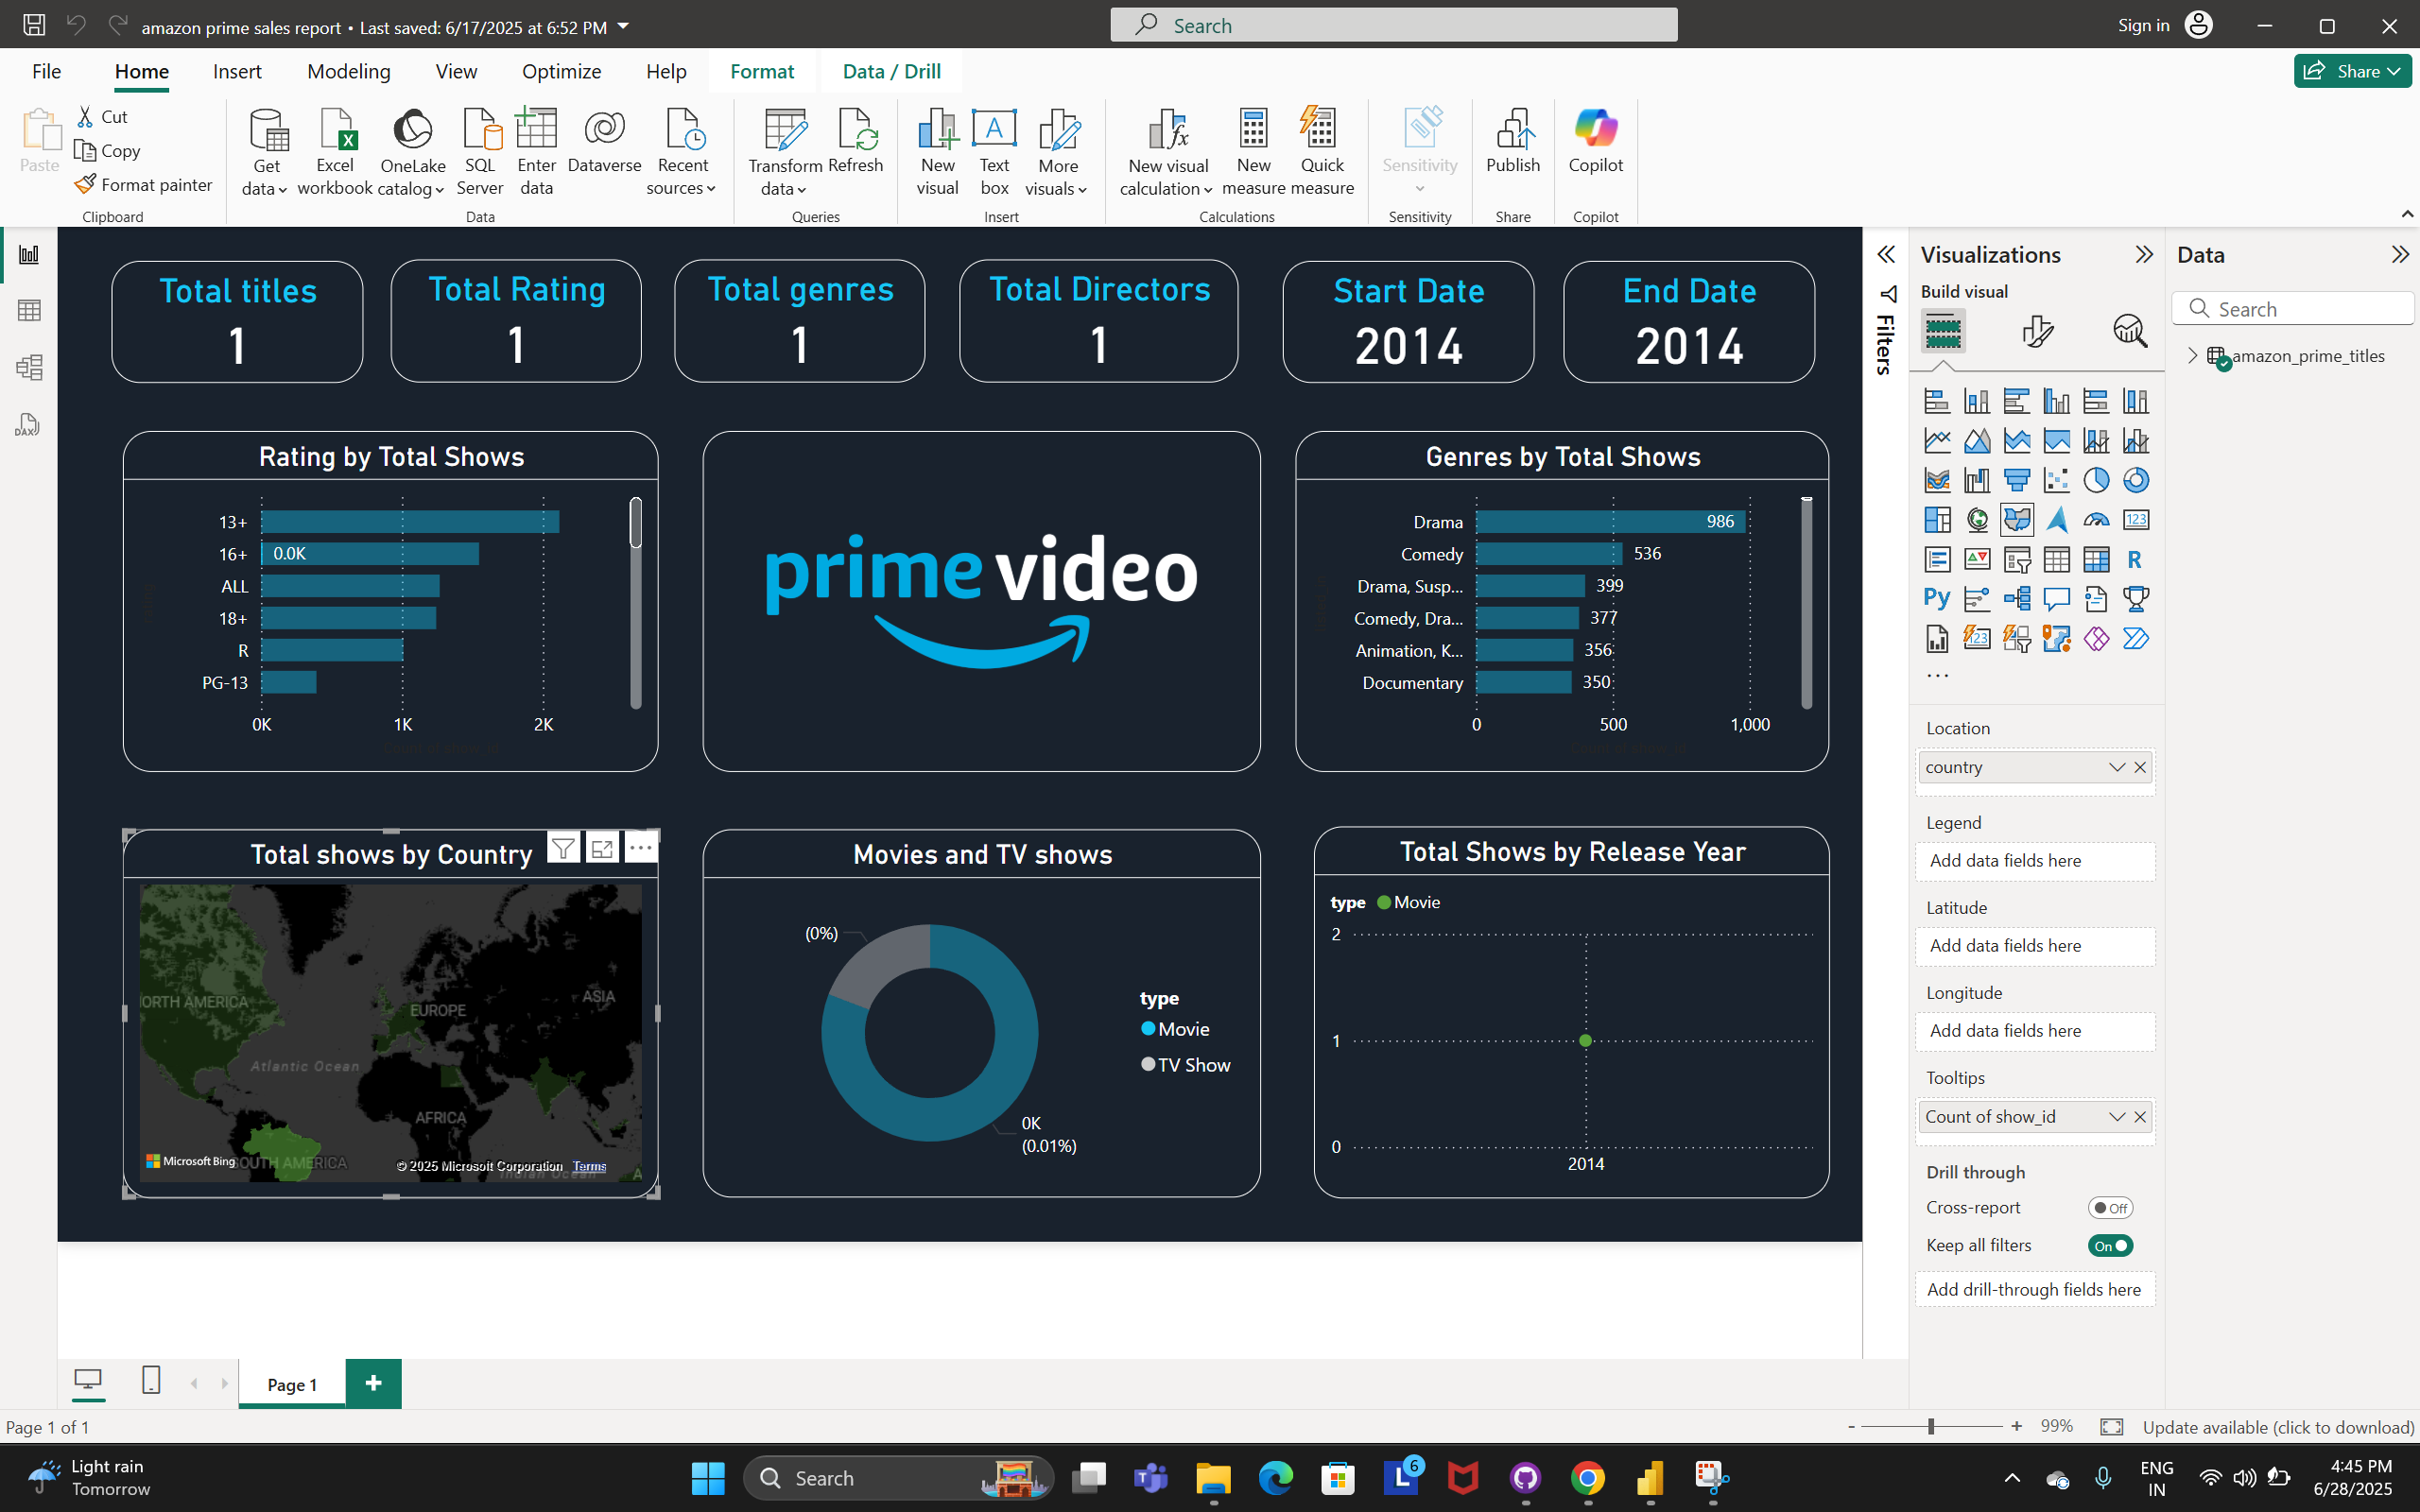 amazon prime sales report • Last saved: 6/17/2025 at 6:52 PM
Search
Sign in
File
Home
Insert
Modeling
View
Optimize
Help
Format
Data / Drill
Share
Paste
Cut
Copy
Format painter
Clipboard
Get
data
Excel
workbook
OneLake
catalog
SQL
Server
Enter
data
Dataverse
Recent
sources
Data
Transform
data
Refresh
Queries
New
visual
Text
box
More
visuals
Insert
New visual
calculation
New
measure
Quick
measure
Calculations
Sensitivity
Sensitivity
Publish
Share
Copilot
Copilot
Total titles
1
Total Rating
1
Total genres
1
Total Directors
1
Start Date
2014
End Date
2014
Rating by Total Shows
13+
16+
0.0K
ALL
18+
R
PG-13
0K
1K
2K
prime video
Genres by Total Shows
Drama
986
Comedy
536
Drama, Susp...
399
Comedy, Dra...
377
Animation, K...
356
Documentary
350
0
500
1,000
Total shows by Country
ORTH AMERICA
EUROPE
ASIA
Atlantic Ocean
AFRICA
SOUTH AMERICA
Indian Ocean
A
Microsoft Bing
© 2025 Microsoft Corporation
Terms
Movies and TV shows
(0%)
0K
(0.01%)
type
Movie
TV Show
Total Shows by Release Year
type
Movie
2
1
0
2014
Filters
Visualizations
Build visual
123
R
Py
123
...
Location
country
Legend
Add data fields here
Latitude
Add data fields here
Longitude
Add data fields here
Tooltips
Count of show_id
Drill through
Cross-report
Off
Keep all filters
On
Add drill-through fields here
Data
Search
amazon_prime_titles
DAX
Page 1
Page 1 of 1
- + 99%
Update available (click to download)
Light rain
Tomorrow
Search
6
ENG
IN
4:45 PM
6/28/2025